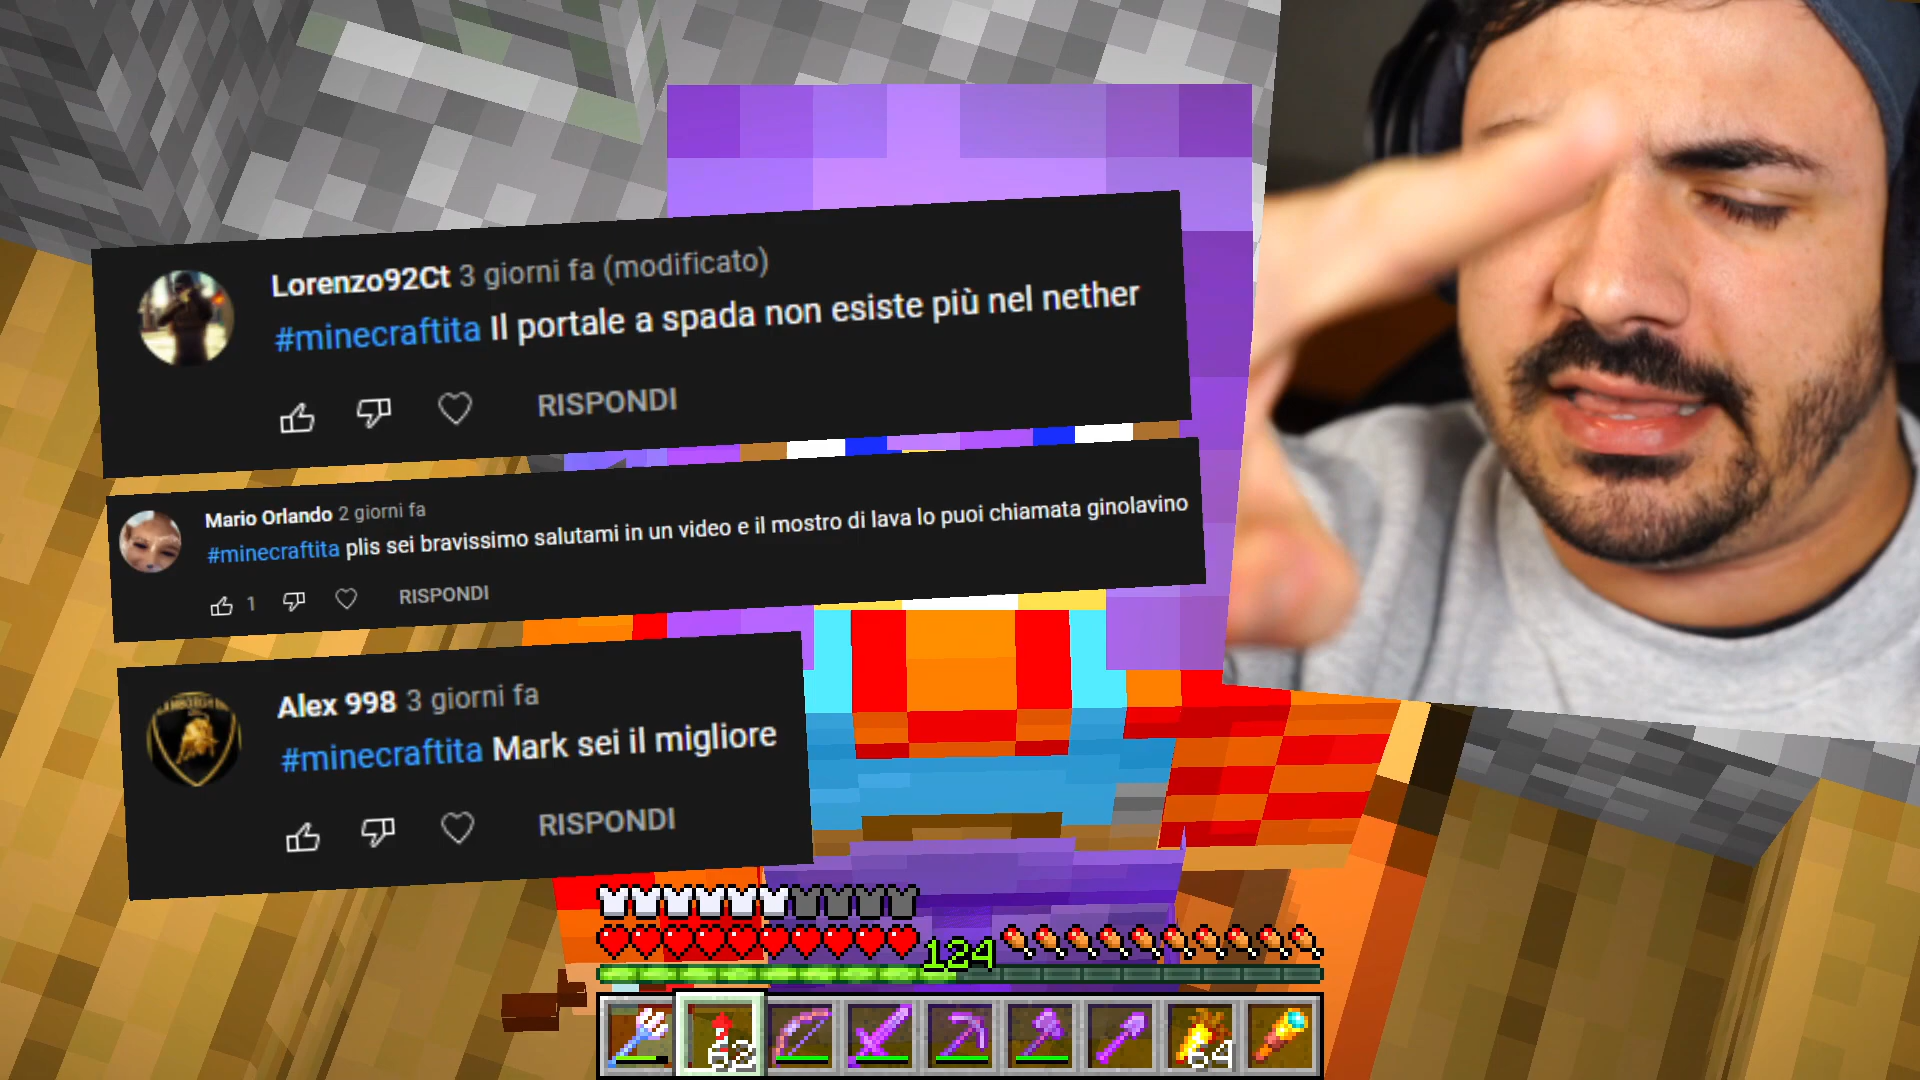 Lorenzo92Ct 3 giorni fa (modificato)
#minecraftita Il portale a spada non esiste più nel nether
RISPONDI
Mario Orlando 2 giorni fa
#minecraftita plis sei bravissimo salutami in un video e il mostro di lava lo puoi chiamata ginolavino
1
RISPONDI
Alex 998 3 giorni fa
#minecraftita Mark sei il migliore
RISPONDI
124
62
64